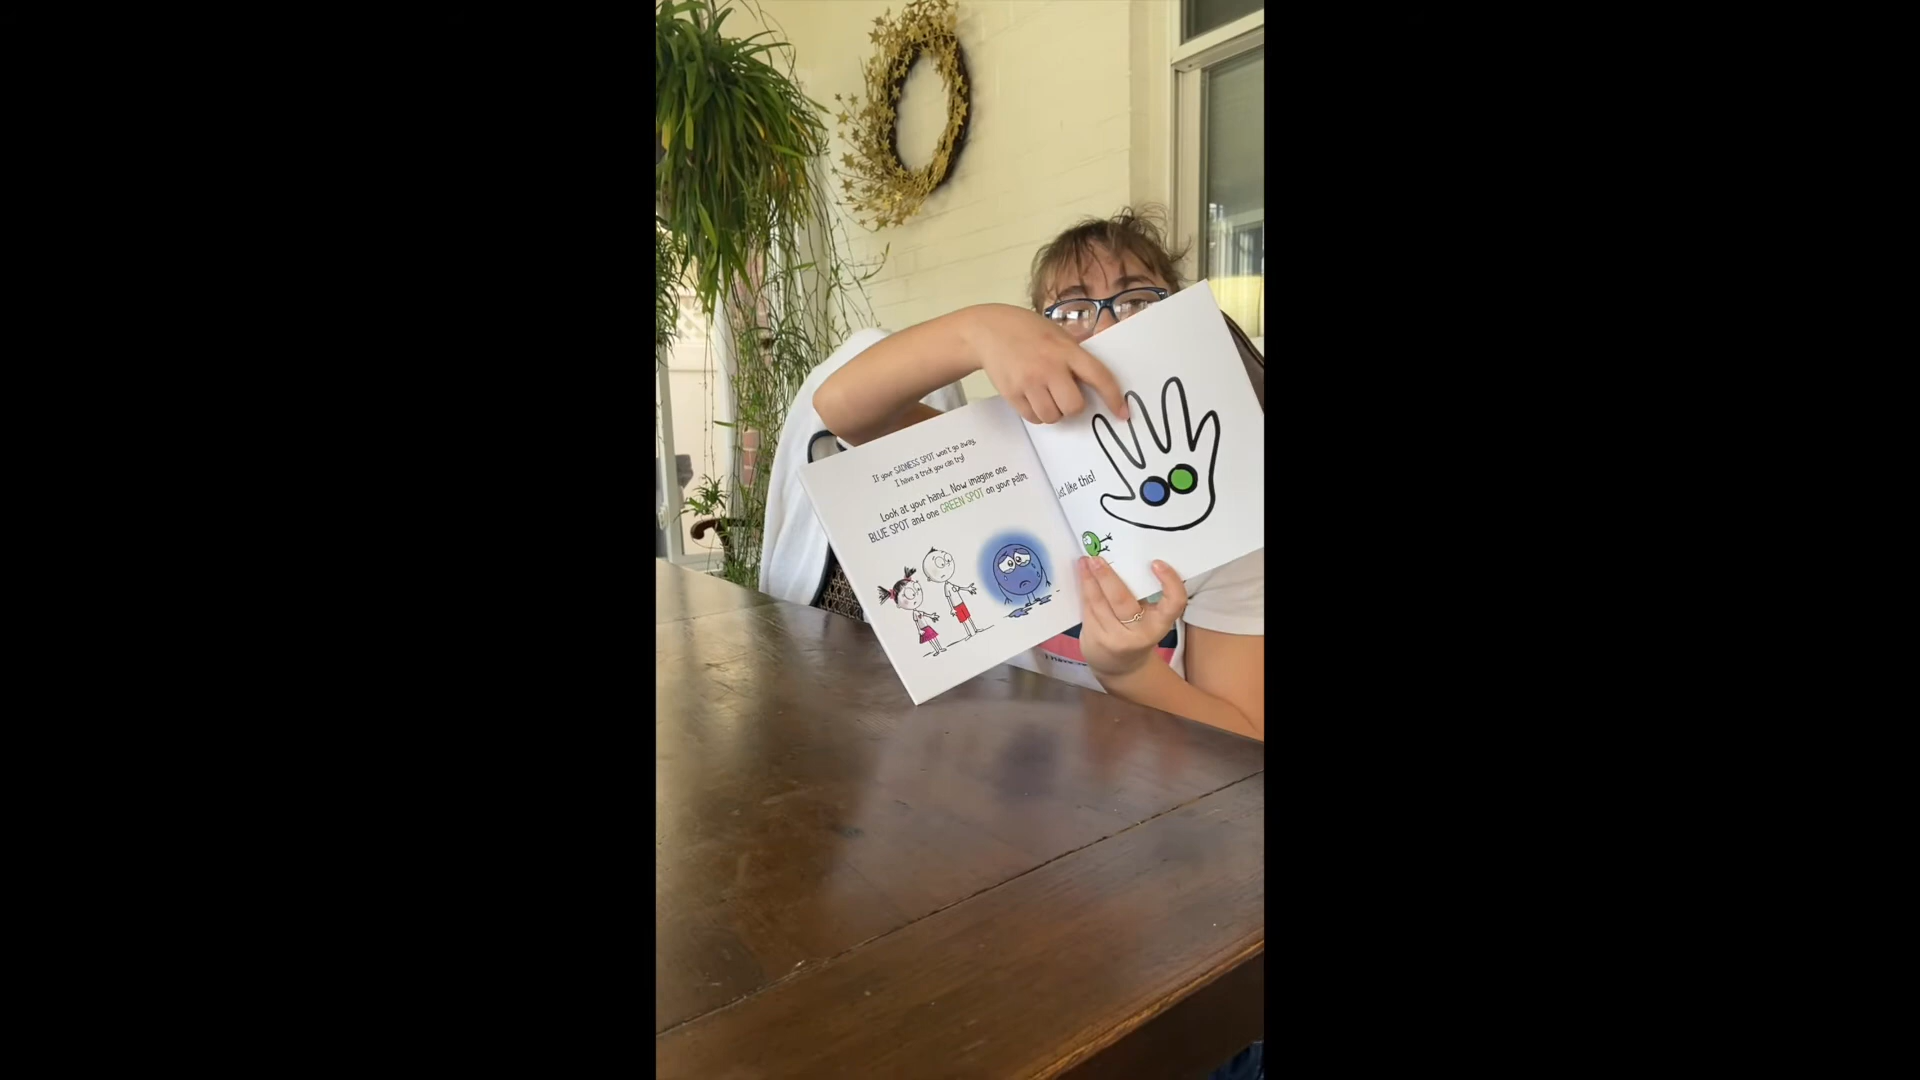 If your SADNESS SPOT won't go away,
I have a trick you can try!
Look at your hand... Now imagine one
BLUE SPOT and one GREEN SPOT on your palm.
like this!